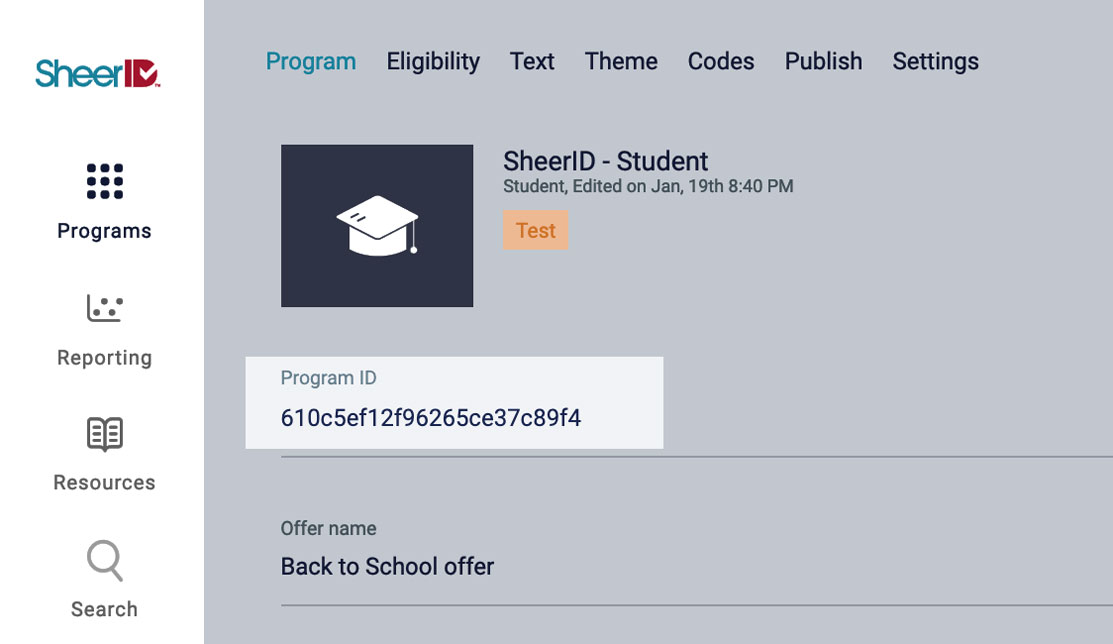 SheerID™
Programs
Reporting
Resources
Search
Program Eligibility Text Theme Codes Publish Settings
SheerID - Student
Student, Edited on Jan, 19th 8:40 PM
Test
Program ID
610c5ef12f96265ce37c89f4
Offer name
Back to School offer